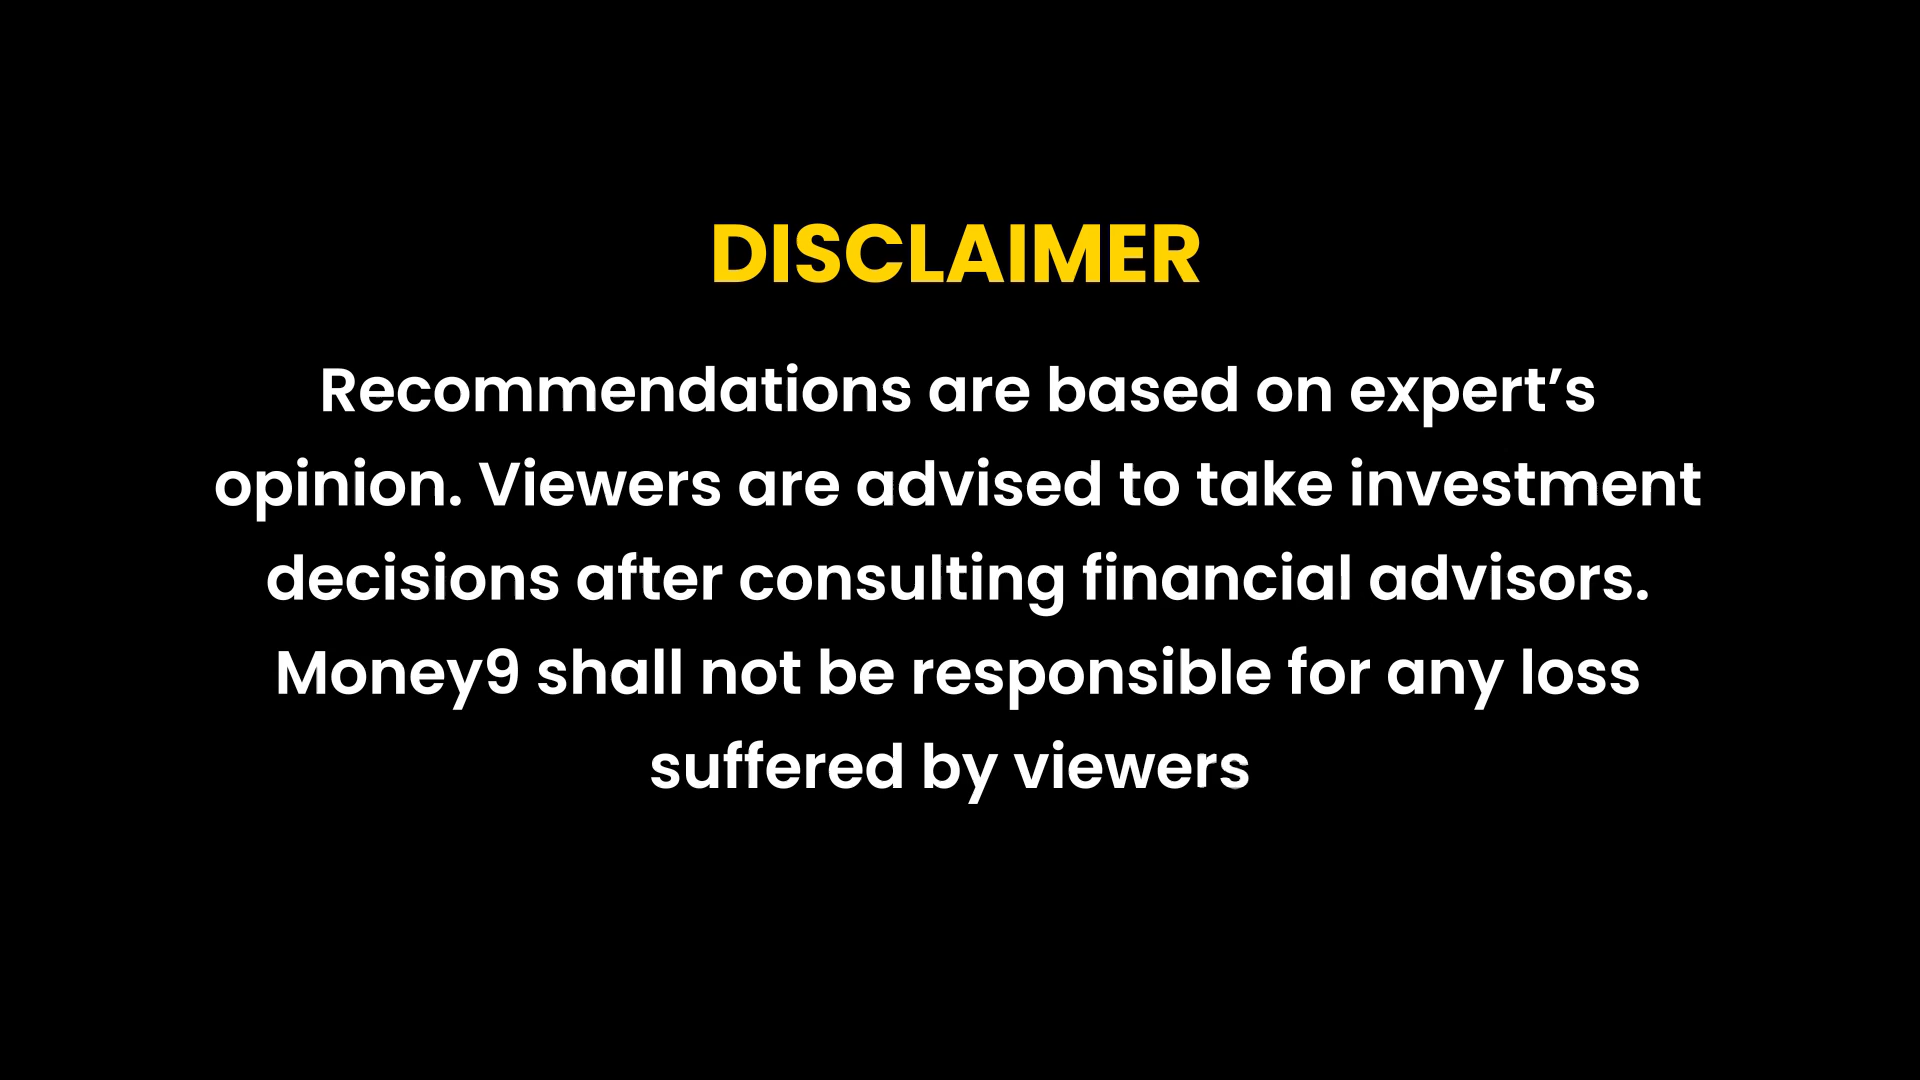 DISCLAIMER
Recommendations are based on expert’s
opinion. Viewers are advised to take investment
decisions after consulting financial advisors.
Money9 shall not be responsible for any loss
suffered by viewers